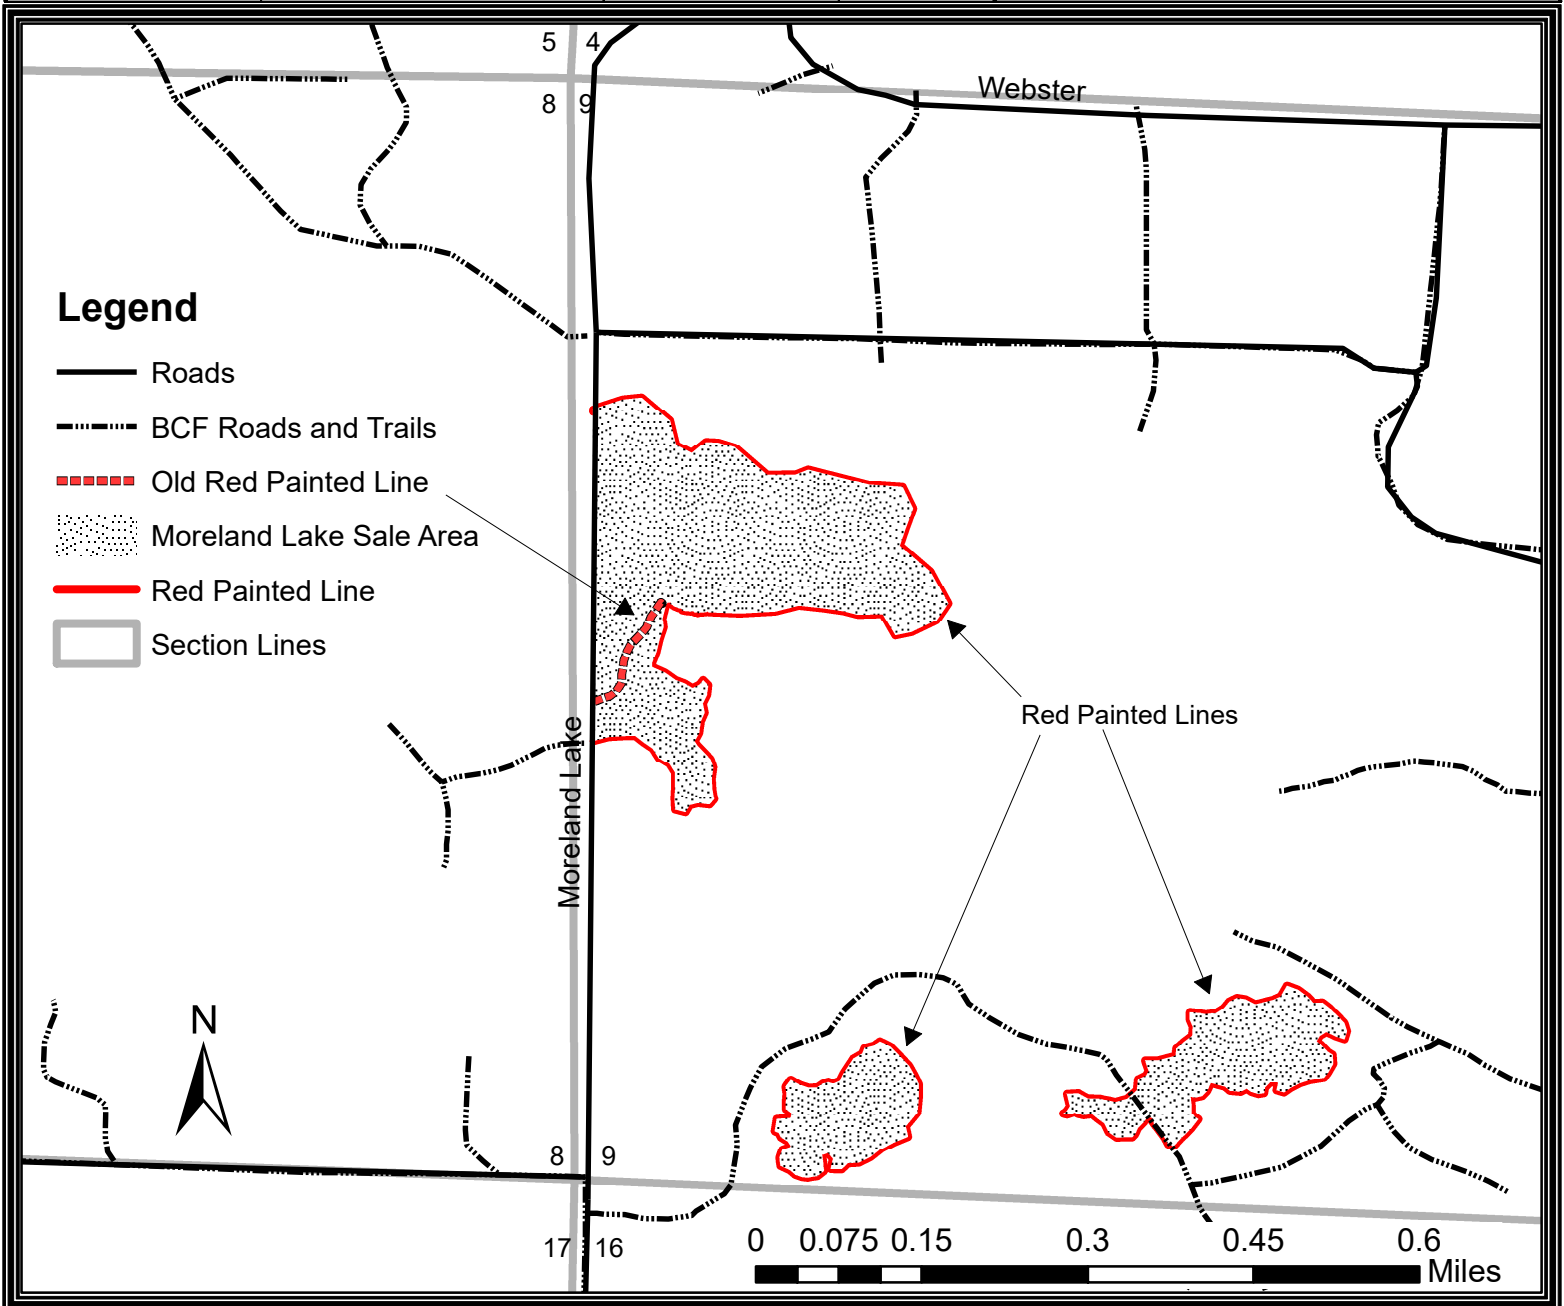 5 4
Webster
8 9
Legend
Roads
BCF Roads and Trails
Old Red Painted Line
Moreland Lake Sale Area
Red Painted Line
Section Lines
Red Painted Lines
Moreland Lake
N
8 9
17 16
0 0.075 0.15 0.3 0.45 0.6
Miles